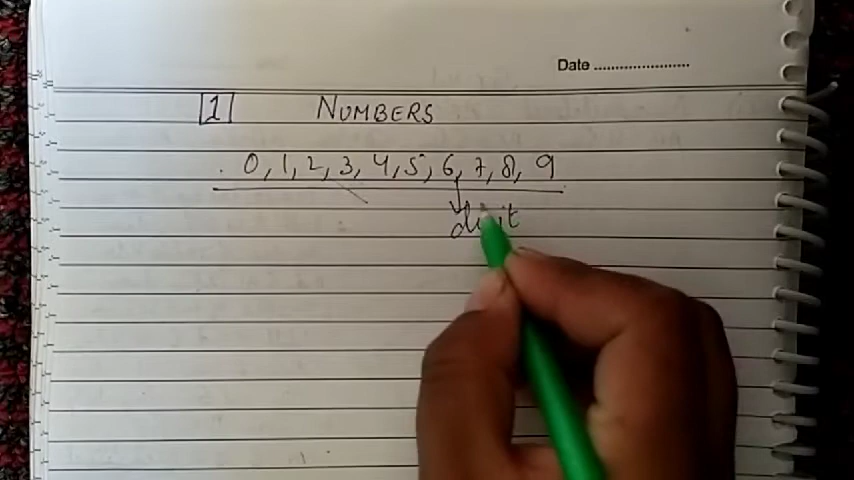 Date ........................
1 NUMBERS
0, 1, 2, 3, 4, 5, 6, 7, 8, 9